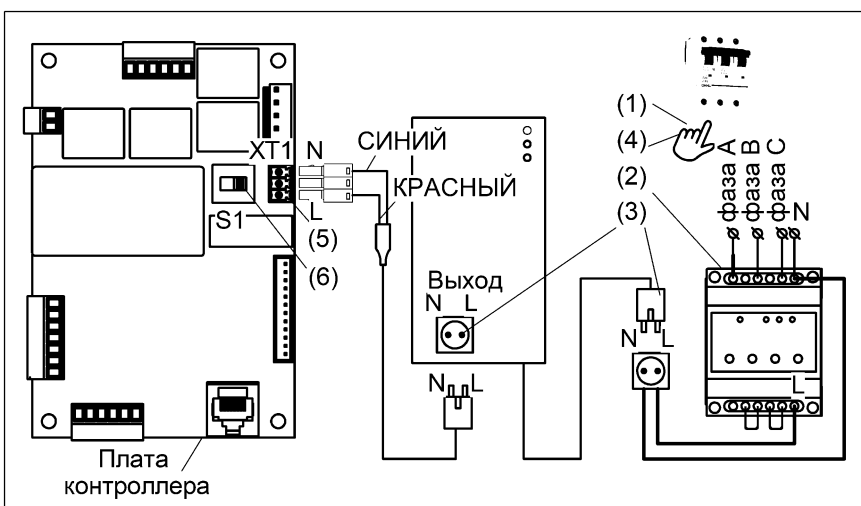 XT1 N
СИНИЙ
КРАСНЫЙ
L
S1
(5)
(6)
(1)
(4)
(2)
(3)
фаза A
фаза B
фаза C
N
Выход
N L
N L
N L
L
Плата
контроллера